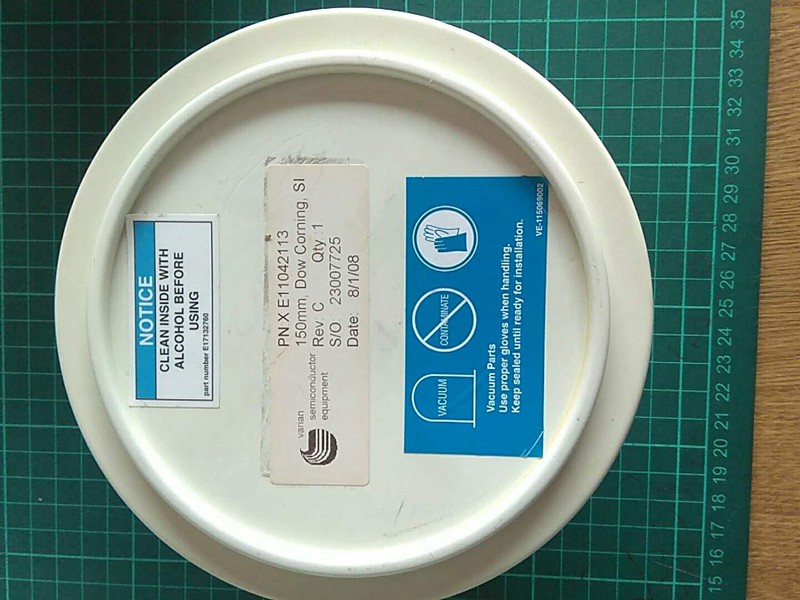 NOTICE
CLEAN INSIDE WITH
ALCOHOL BEFORE
USING
part number E17132760
varian
semiconductor
equipment
PN X E11042113
150mm, Dow Corning, SI
Rev C Qty 1
S/O 23007725
Date: 8/1/08
VACUUM
CONTAMINATE
Vacuum Parts
Use proper gloves when handling.
Keep sealed until ready for installation.
VE-115069002
15 16 17 18 19 20 21 22 23 24 25 26 27 28 29 30 31 32 33 34 35